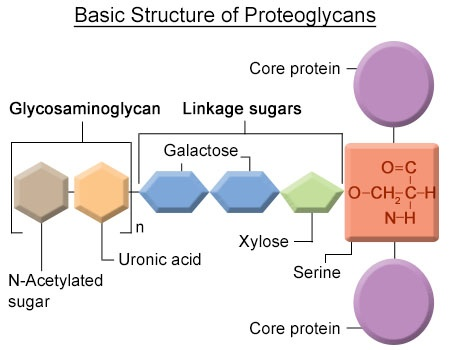 Basic Structure of Proteoglycans
Core protein
Glycosaminoglycan
Linkage sugars
Galactose
O=C
O-CH₂-C-H
N-H
n
Xylose
Uronic acid
Serine
N-Acetylated
sugar
Core protein